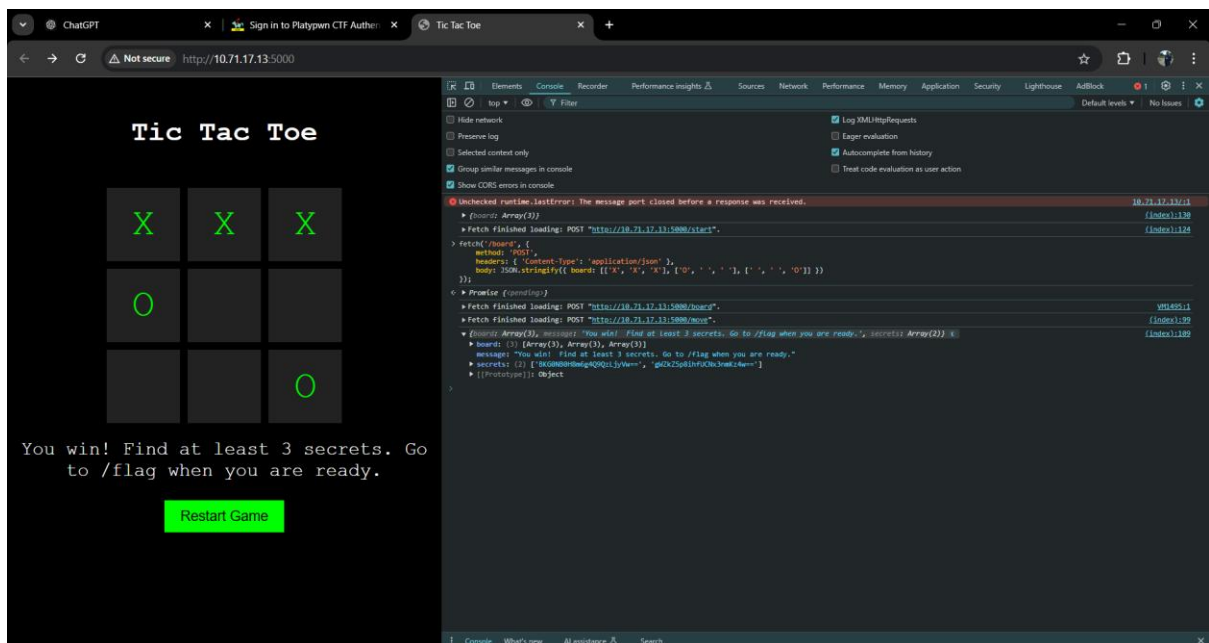 ChatGPT
Sign in to Platypwn CTF Authen
Tic Tac Toe
Not secure http://10.71.17.13:5000
Tic Tac Toe
X X X
O
O
You win! Find at least 3 secrets. Go
to /flag when you are ready.
Restart Game
Elements Console Recorder Performance insights Sources Network Performance Memory Application Security Lighthouse AdBlock 1
top Filter Default levels No Issues
Hide network Log XMLHttpRequests
Preserve log Eager evaluation
Selected context only Autocomplete from history
Group similar messages in console Treat code evaluation as user action
Show CORS errors in console
Unchecked runtime.lastError: The message port closed before a response was received. 10.71.17.13/:1
{board: Array(3)} (index):130
Fetch finished loading: POST "http://10.71.17.13:5000/start". (index):124
fetch('/board', {
method: 'POST',
headers: { 'Content-Type': 'application/json' },
body: JSON.stringify({ board: [['X', 'X', 'X'], ['O', ' ', ' '], [' ', ' ', 'O']] })
});
Promise {<pending>}
Fetch finished loading: POST "http://10.71.17.13:5000/board". VM1495:1
Fetch finished loading: POST "http://10.71.17.13:5000/move". (index):99
{board: Array(3), message: "You win! Find at least 3 secrets. Go to /flag when you are ready.", secrets: Array(2)} (index):109
board: (3) [Array(3), Array(3), Array(3)]
message: "You win! Find at least 3 secrets. Go to /flag when you are ready."
secrets: (2)
[[Prototype]]: Object
Console What's new AI assistance Search